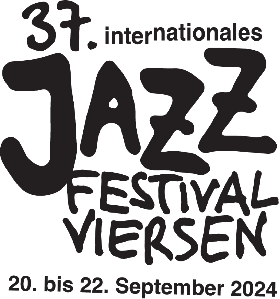 37. internationales
JAZZ
FESTIVAL
VIERSEN
20. bis 22. September 2024